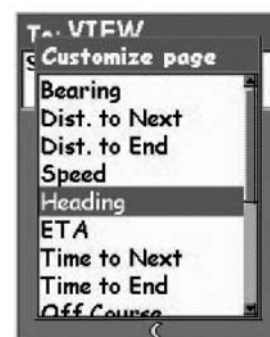 To: VIEW
S
Customize page
Bearing
Dist. to Next
Dist. to End
Speed
Heading
ETA
Time to Next
Time to End
Off Course